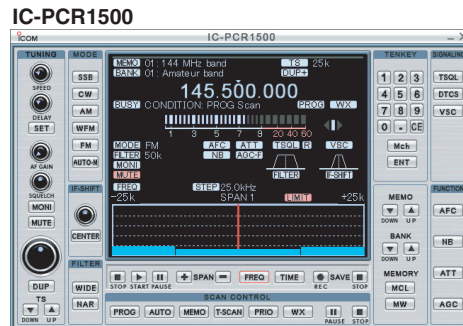 IC-PCR1500
ICOM
IC-PCR1500
TUNING
MODE
TENKEY
SIGNALING
MEMO 01:144 MHz band TS 25k
BANK 01: Amateur band DUP+
SPEED
SSB
1 2 3
TSQL
145.500.000
DELAY
CW
4 5 6
DTCS
BUSY CONDITION: PROG Scan PROG WX
SET
AM
7 8 9
VSC
WFM
0 . CE
1 3 5 7 9 20 40 60
FM
Mch
MODE FM AFC ATT TSQL R VSC
AF GAIN
AUTO-N
FILTER 50k NB AGC-F
ENT
MONI
MUTE
FILTER
IF-SHIFT
SQUELCH
IF-SHIFT
FREQ STEP 25.0kHz
MEMO
FUNCTION
-25k SPAN 1 LIMIT +25k
MONI
DOWN UP
AFC
MUTE
CENTER
BANK
NB
DOWN UP
FILTER
MEMORY
ATT
DUP
WIDE
SPAN
FREQ
TIME
SAVE
MCL
STOP START PAUSE REC STOP
TS
NAR
SCAN CONTROL
MW
AGC
DOWN UP
PROG AUTO MEMO T-SCAN PRIO WX
PAUSE STOP